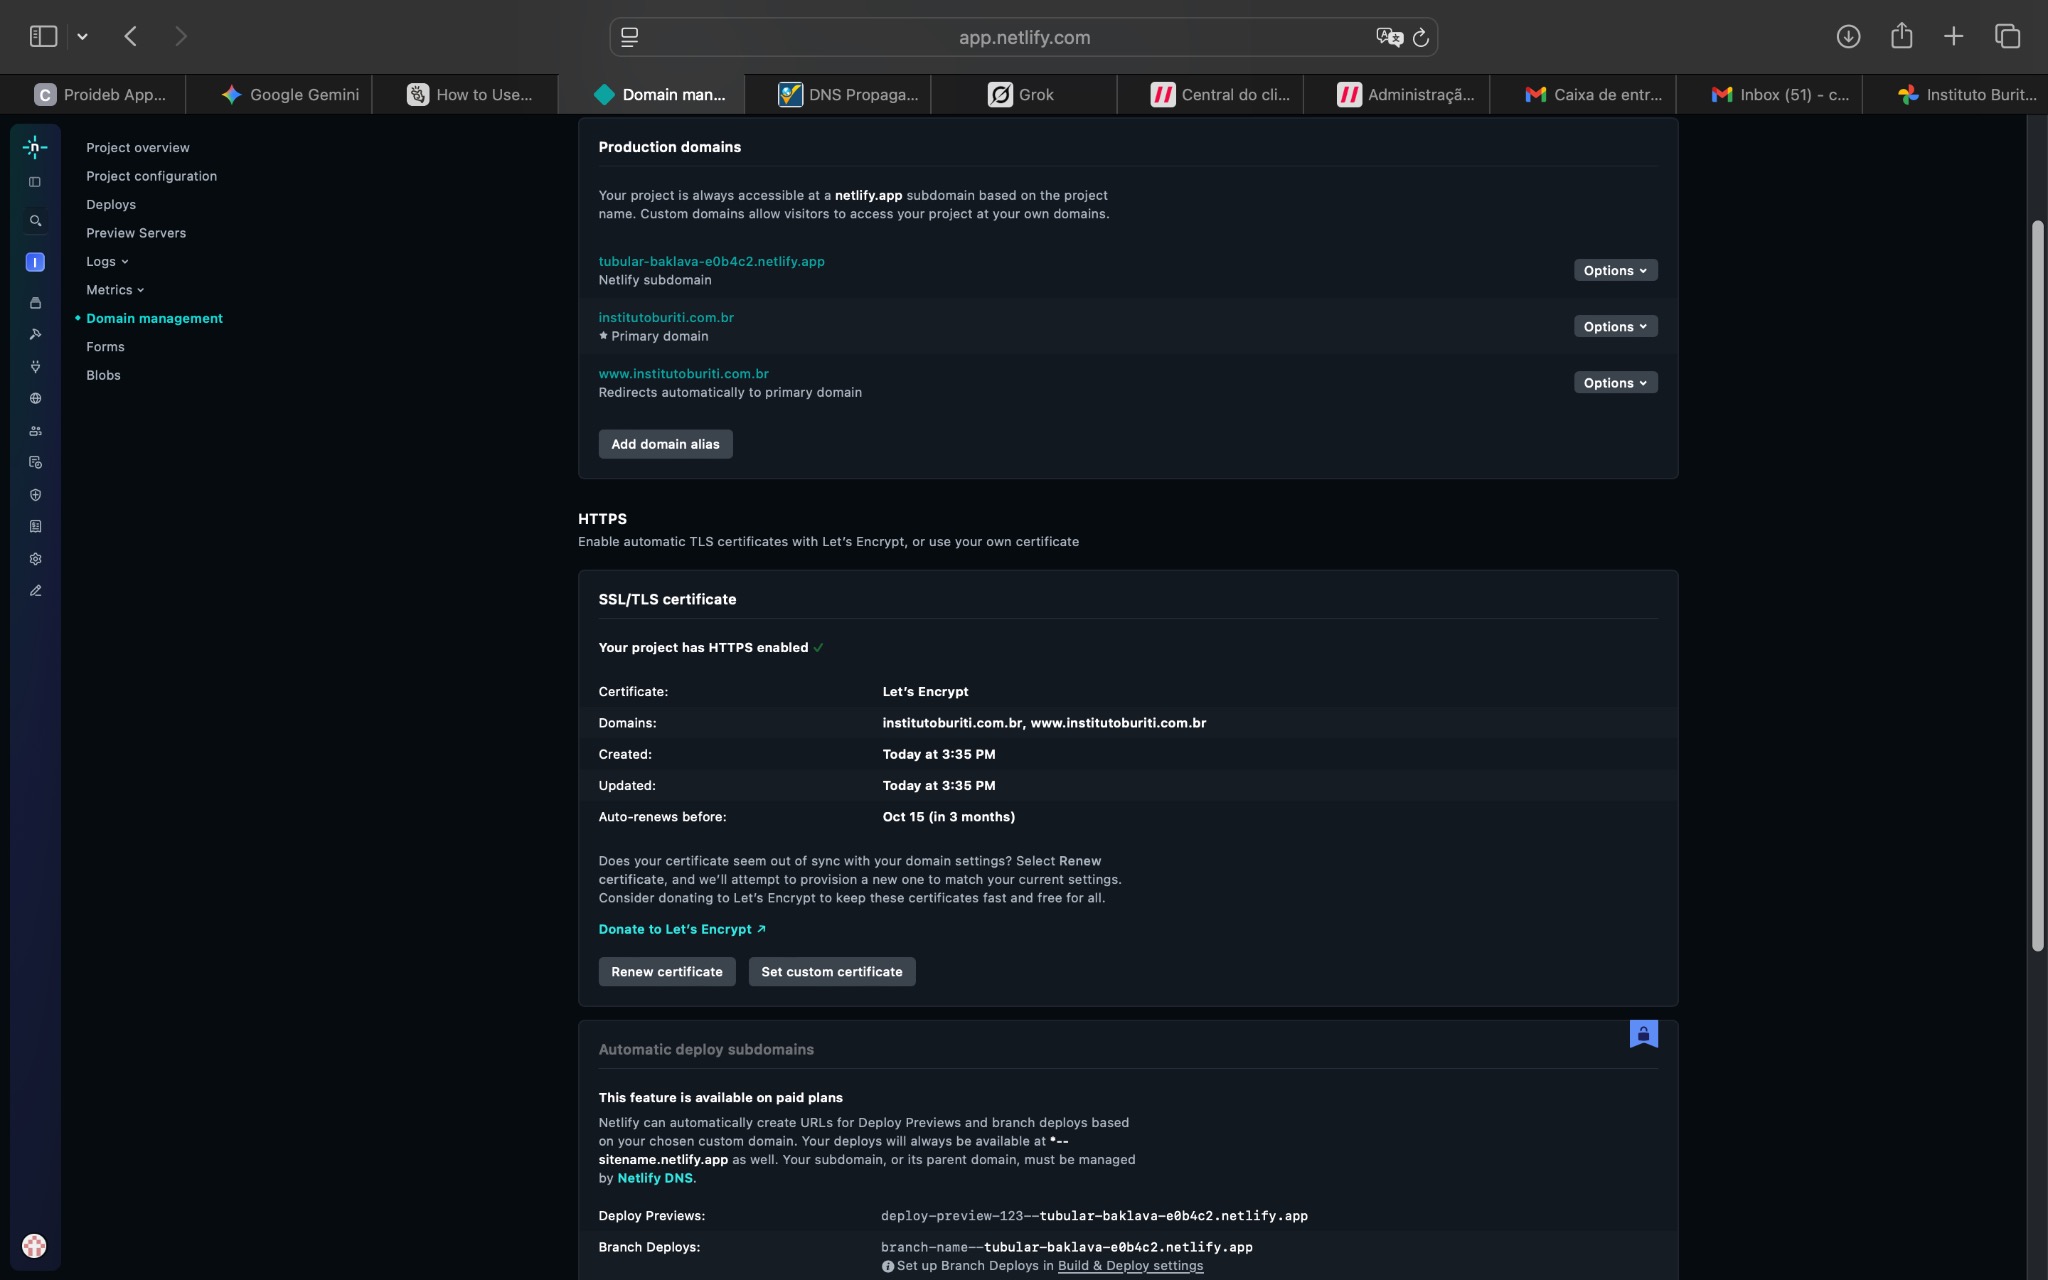 app.netlify.com
Proideb App...
Google Gemini
How to Use...
Domain man...
DNS Propaga...
Grok
Central do cli...
Administraçã...
Caixa de entr...
Inbox (51) - c...
Instituto Burit...
Project overview
Project configuration
Deploys
Preview Servers
Logs
Metrics
Domain management
Forms
Blobs
Production domains
Your project is always accessible at a netlify.app subdomain based on the project
name. Custom domains allow visitors to access your project at your own domains.
tubular-baklava-e0b4c2.netlify.app
Netlify subdomain
Options
institutoburiti.com.br
Primary domain
Options
www.institutoburiti.com.br
Redirects automatically to primary domain
Options
Add domain alias
HTTPS
Enable automatic TLS certificates with Let's Encrypt, or use your own certificate
SSL/TLS certificate
Your project has HTTPS enabled
Certificate: Let's Encrypt
Domains: institutoburiti.com.br, www.institutoburiti.com.br
Created: Today at 3:35 PM
Updated: Today at 3:35 PM
Auto-renews before: Oct 15 (in 3 months)
Does your certificate seem out of sync with your domain settings? Select Renew
certificate, and we'll attempt to provision a new one to match your current settings.
Consider donating to Let's Encrypt to keep these certificates fast and free for all.
Donate to Let's Encrypt ↗
Renew certificate
Set custom certificate
Automatic deploy subdomains
This feature is available on paid plans
Netlify can automatically create URLs for Deploy Previews and branch deploys based
on your chosen custom domain. Your deploys will always be available at *--
sitename.netlify.app as well. Your subdomain, or its parent domain, must be managed
by Netlify DNS.
Deploy Previews: deploy-preview-123--tubular-baklava-e0b4c2.netlify.app
Branch Deploys: branch-name--tubular-baklava-e0b4c2.netlify.app
Set up Branch Deploys in Build & Deploy settings